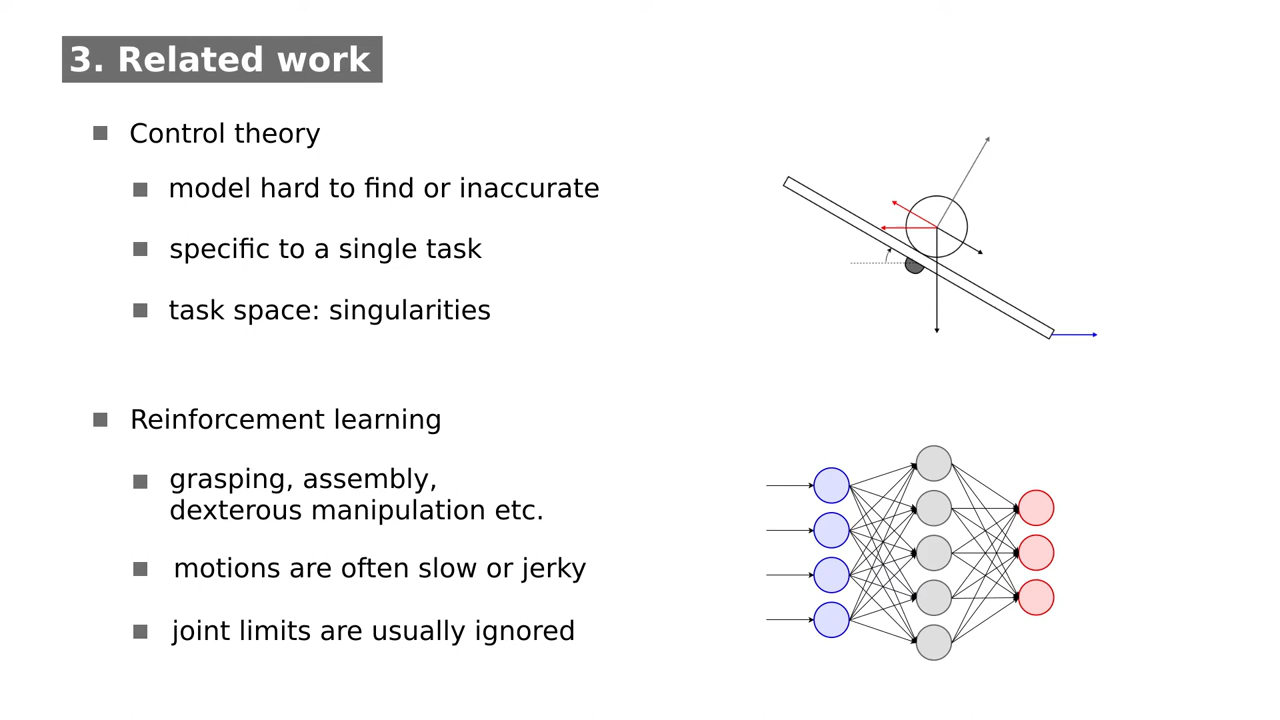 3. Related work
Control theory
model hard to find or inaccurate
specific to a single task
task space: singularities
Reinforcement learning
grasping, assembly,
dexterous manipulation etc.
motions are often slow or jerky
joint limits are usually ignored